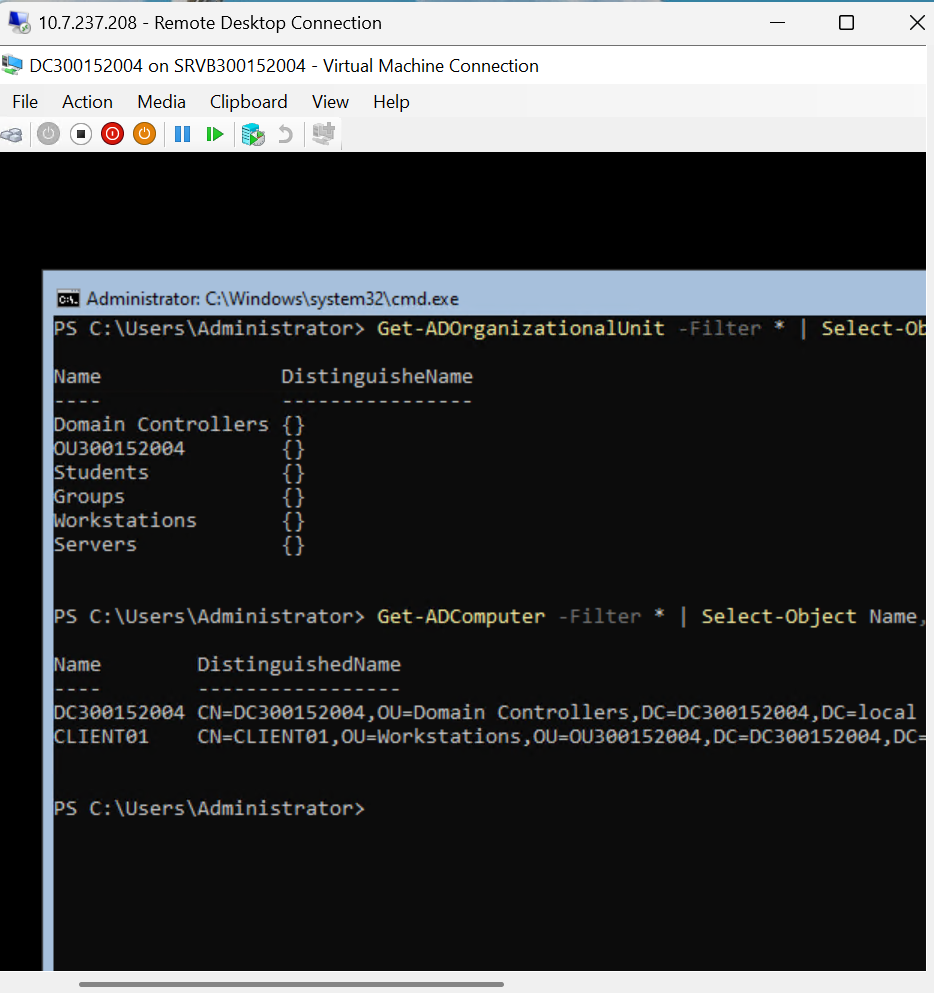 10.7.237.208 - Remote Desktop Connection
DC300152004 on SRVB300152004 - Virtual Machine Connection
File Action Media Clipboard View Help
Administrator: C:\Windows\system32\cmd.exe
PS C:\Users\Administrator> Get-ADOrganizationalUnit -Filter * | Select-Ob
Name DistinguisheName
---- ----------------
Domain Controllers {}
OU300152004 {}
Students {}
Groups {}
Workstations {}
Servers {}
PS C:\Users\Administrator> Get-ADComputer -Filter * | Select-Object Name,
Name DistinguishedName
---- -----------------
DC300152004 CN=DC300152004,OU=Domain Controllers,DC=DC300152004,DC=local
CLIENT01 CN=CLIENT01,OU=Workstations,OU=OU300152004,DC=DC300152004,DC=
PS C:\Users\Administrator>